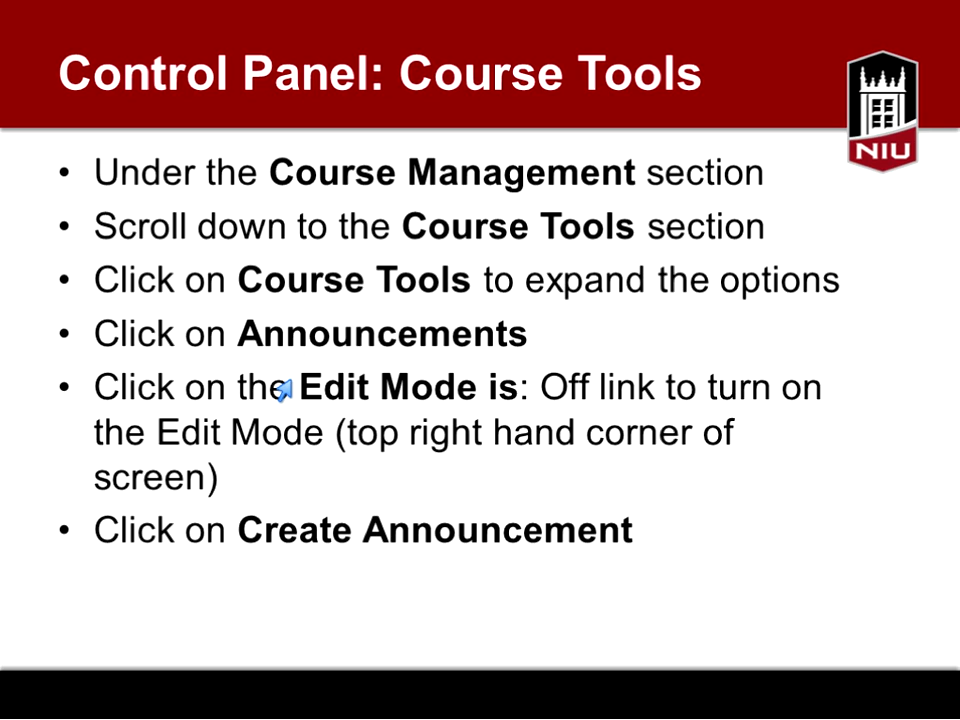 Control Panel: Course Tools
NIU
• Under the Course Management section
• Scroll down to the Course Tools section
• Click on Course Tools to expand the options
• Click on Announcements
• Click on the Edit Mode is: Off link to turn on
the Edit Mode (top right hand corner of
screen)
• Click on Create Announcement